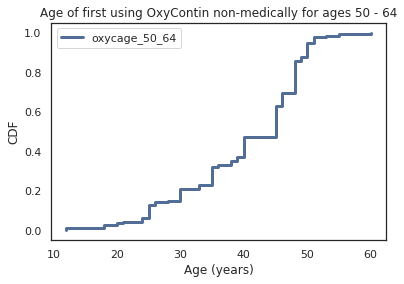 Age of first using OxyContin non-medically for ages 50 - 64
oxycage_50_64
1.0
0.8
0.6
0.4
0.2
0.0
CDF
10 20 30 40 50 60
Age (years)